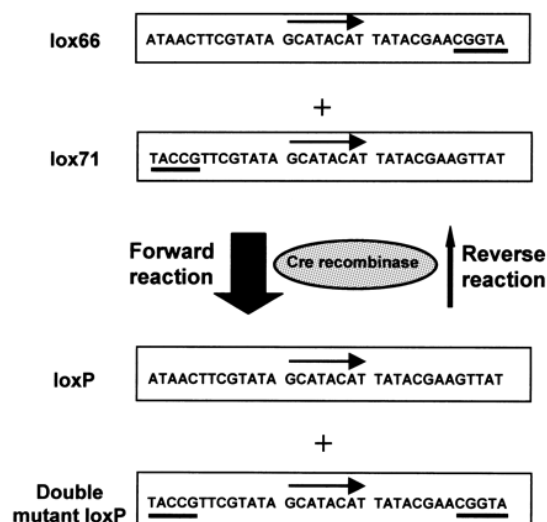 lox66
ATAACTTCGTATA GCATACAT TATACGAACGGTA
+
lox71
TACCGTTCGTATA GCATACAT TATACGAAGTTAT
Forward
reaction
Cre recombinase
Reverse
reaction
loxP
ATAACTTCGTATA GCATACAT TATACGAAGTTAT
+
Double
mutant loxP
TACCGTTCGTATA GCATACAT TATACGAACGGTA